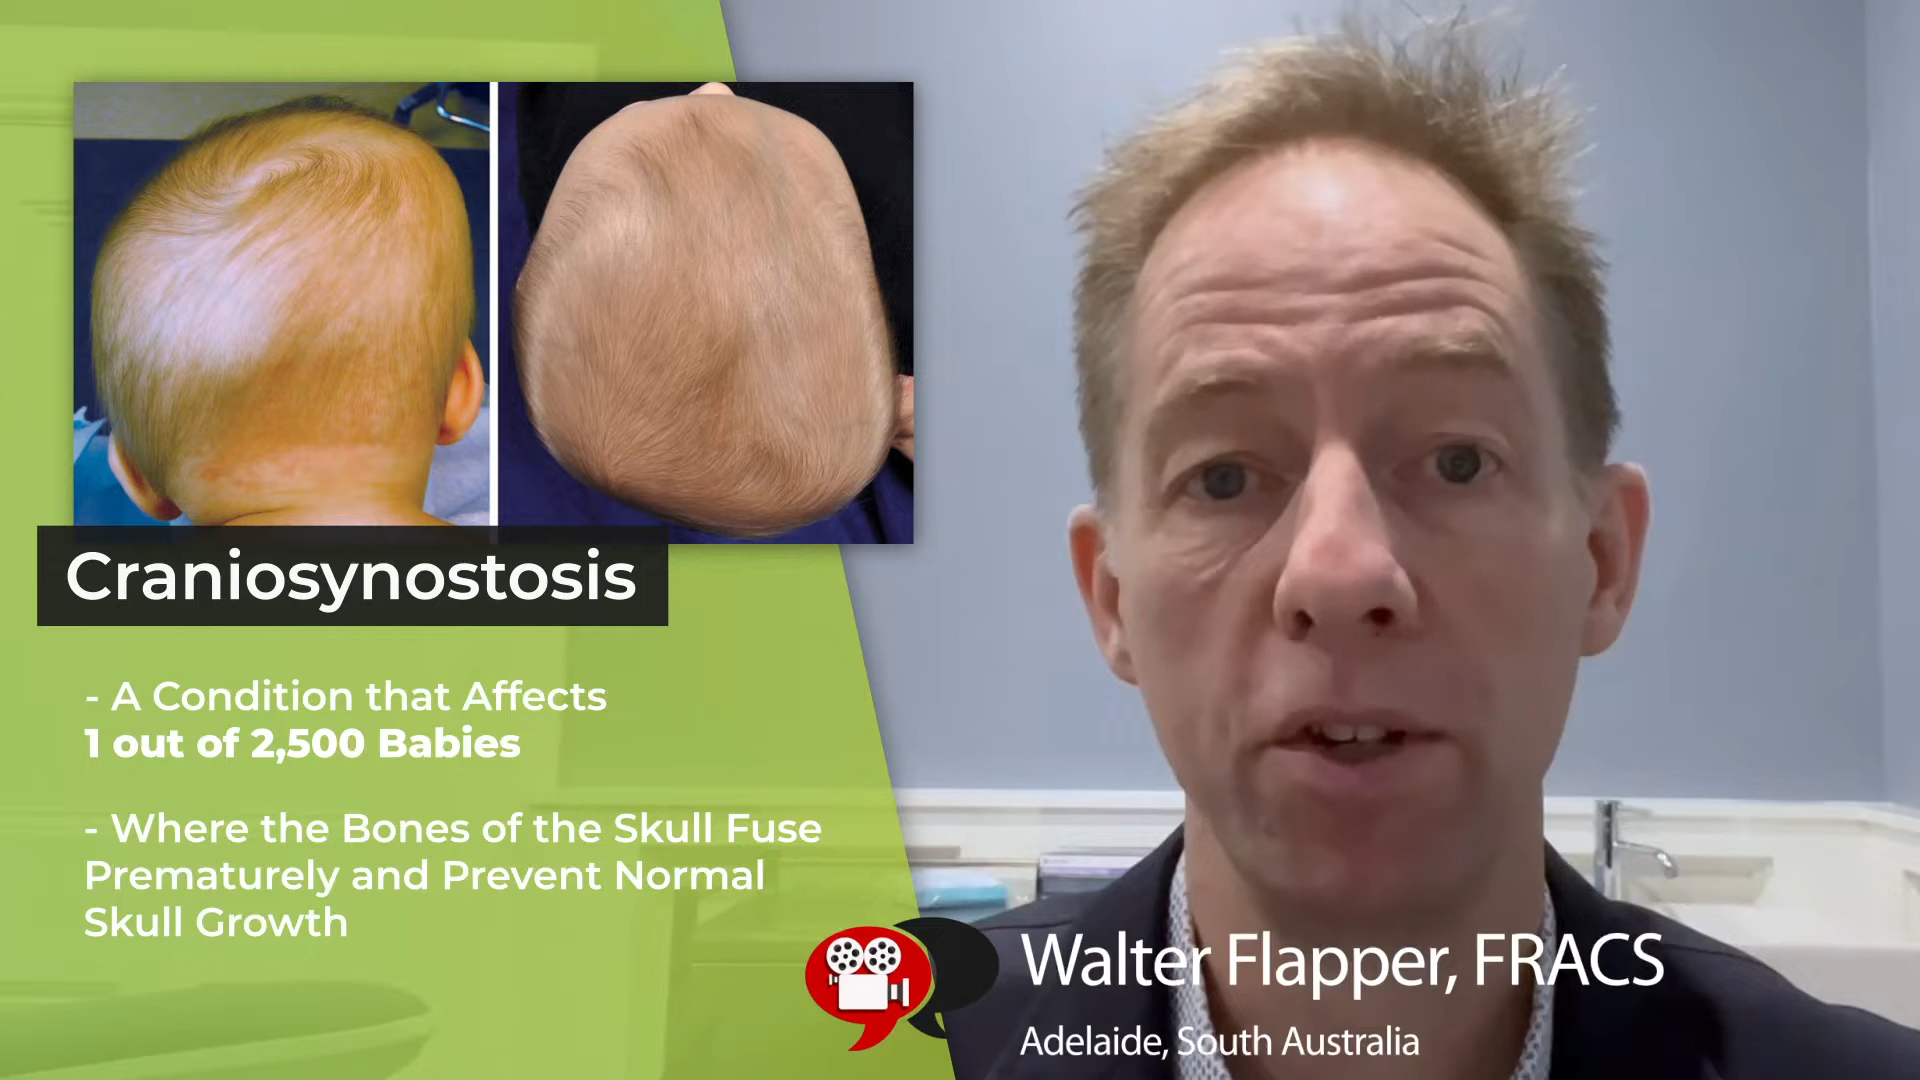 Craniosynostosis
- A Condition that Affects
1 out of 2,500 Babies
- Where the Bones of the Skull Fuse
Prematurely and Prevent Normal
Skull Growth
Walter Flapper, FRACS
Adelaide, South Australia